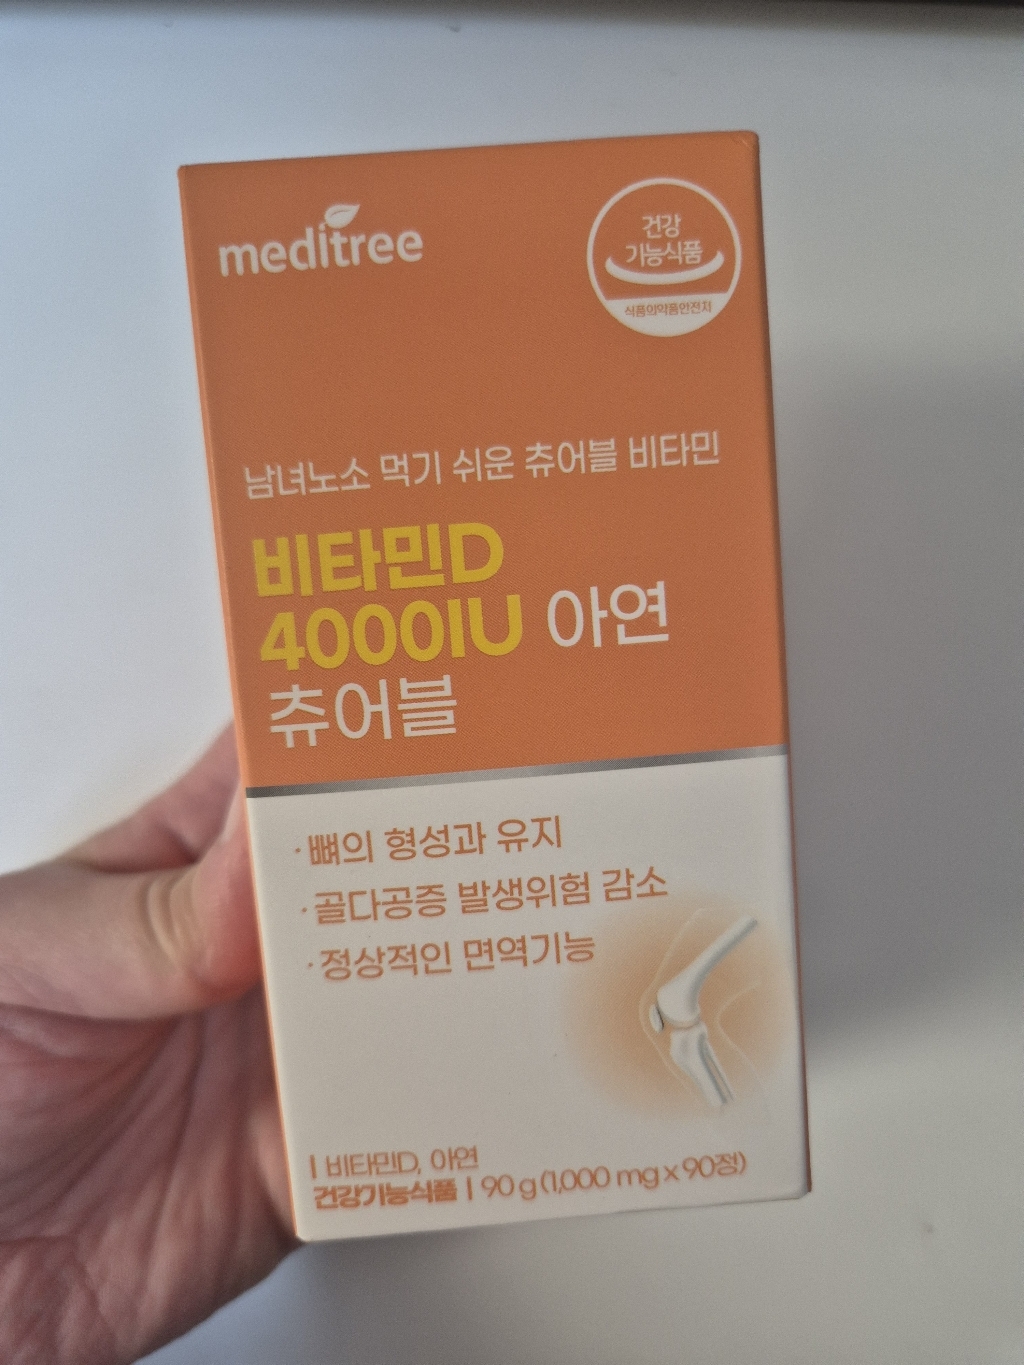 meditree
건강
기능식품
식품의약품안전처
남녀노소 먹기 쉬운 츄어블 비타민
비타민D
4000IU 아연
츄어블
·뼈의 형성과 유지
·골다공증 발생위험 감소
·정상적인 면역기능
| 비타민D, 아연
건강기능식품 | 90 g (1,000 mg x 90정)